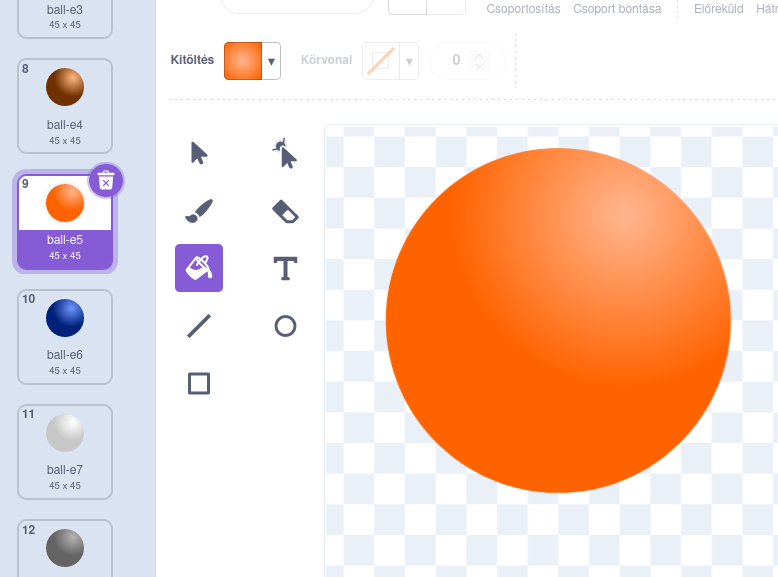 ball-e3
45 x 45
8
ball-e4
45 x 45
9
ball-e5
45 x 45
10
ball-e6
45 x 45
11
ball-e7
45 x 45
12
Csoportosítás
Csoport bontása
Előreküld
Kitöltés
Körvonal
0
T